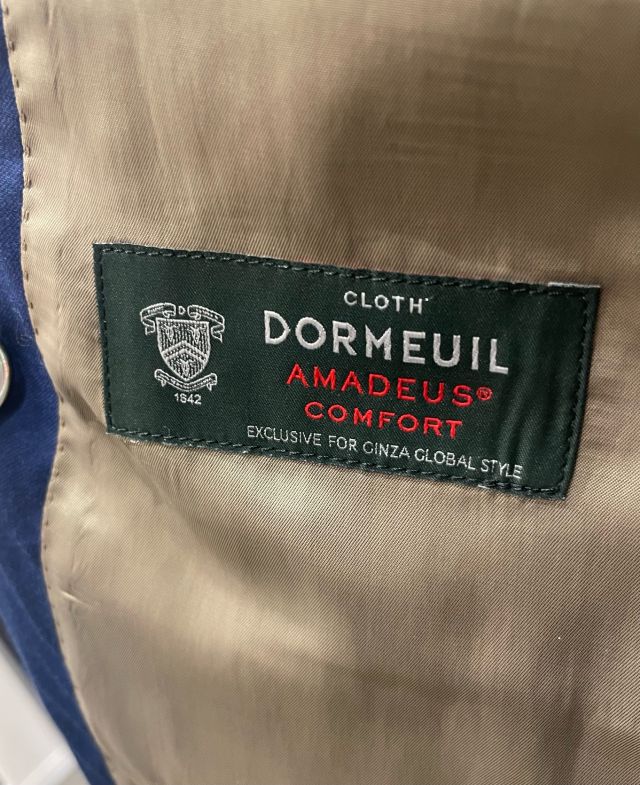 CLOTH
DORMEUIL
AMADEUS®
COMFORT
EXCLUSIVE FOR GINZA GLOBAL STYLE
D
1842